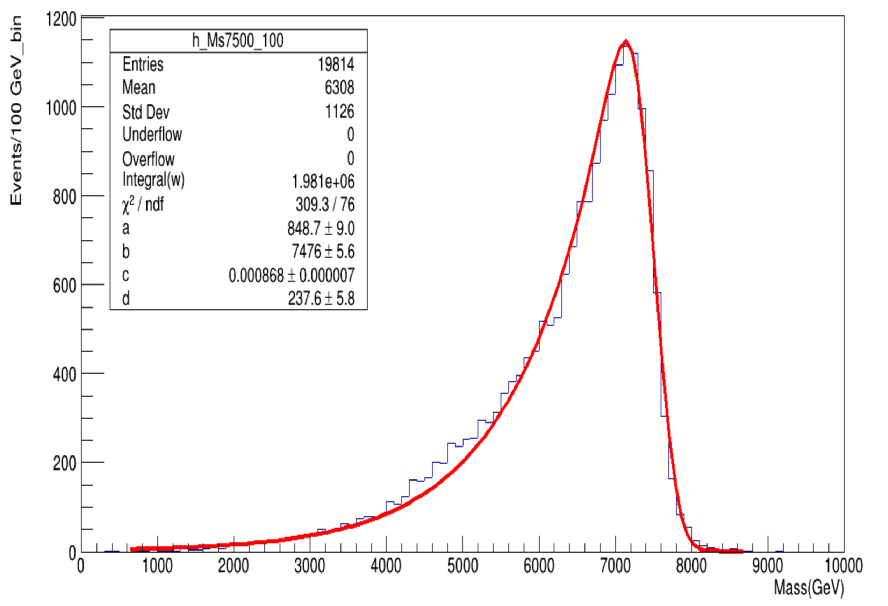 h_Ms7500_100
Entries 19814
Mean 6308
Std Dev 1126
Underflow 0
Overflow 0
Integral(w) 1.981e+06
χ² / ndf 309.3 / 76
a 848.7 ± 9.0
b 7476 ± 5.6
c 0.000868 ± 0.000007
d 237.6 ± 5.8
Events/100 GeV_bin
1200
1000
800
600
400
200
0
0 1000 2000 3000 4000 5000 6000 7000 8000 9000 10000
Mass(GeV)